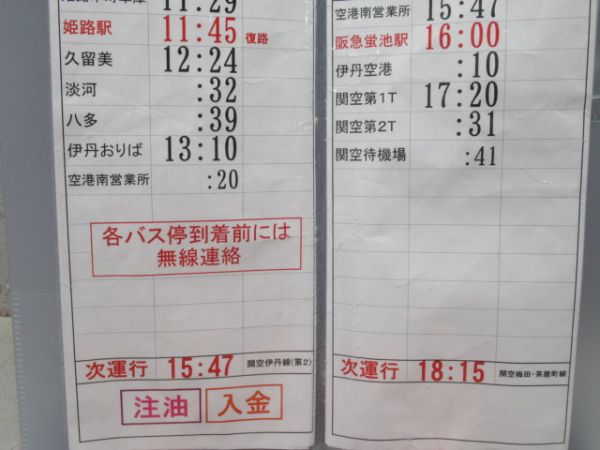 11:29
姫路駅 11:45 復路
久留美 12:24
淡河 :32
八多 :39
伊丹おりば 13:10
空港南営業所 :20
各バス停到着前には
無線連絡
次運行 15:47 関空伊丹線(第2)
注油 入金
空港南営業所 15:47
阪急蛍池駅 16:00
伊丹空港 :10
関空第1T 17:20
関空第2T :31
関空待機場 :41
次運行 18:15 関空梅田・茶屋町線